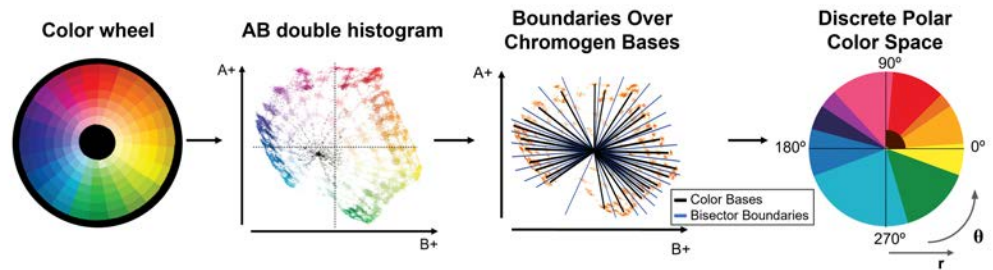 Color wheel
AB double histogram
Boundaries Over
Chromogen Bases
Discrete Polar
Color Space
A+
B+
A+
B+
Color Bases
Bisector Boundaries
90º
180º
0º
270º
θ
r